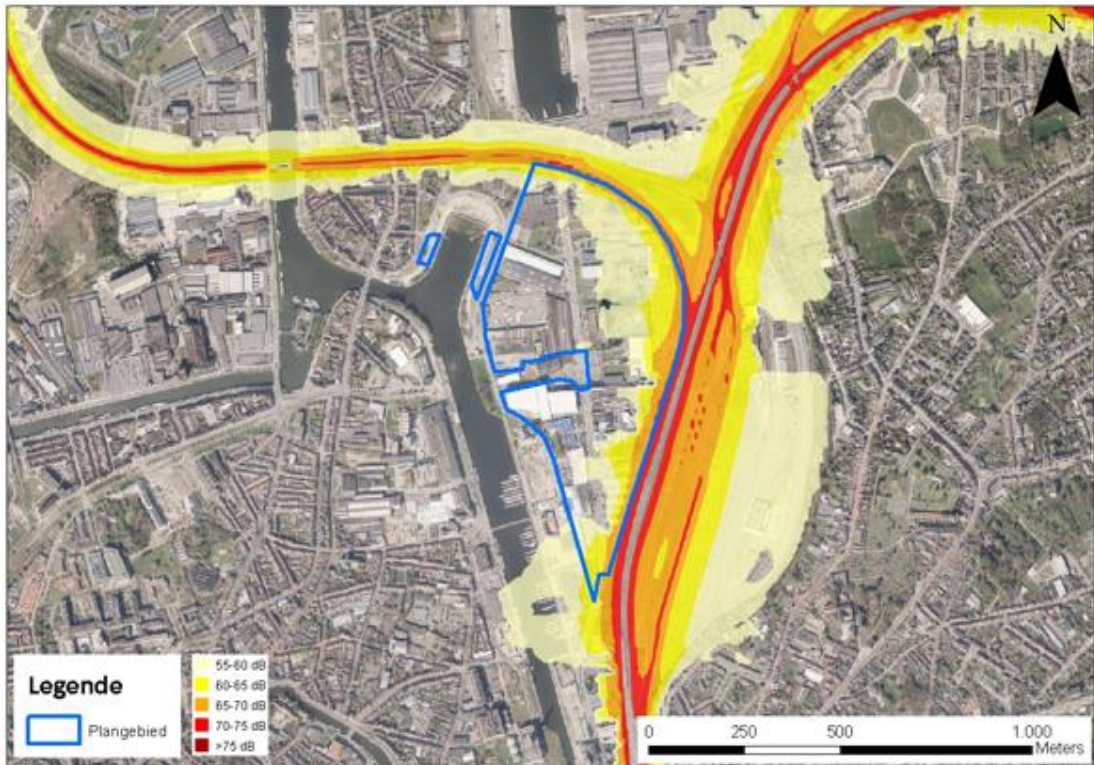 N
Legende
Plangebied
55-60 dB
60-65 dB
65-70 dB
70-75 dB
>75 dB
0 250 500 1.000
Meters